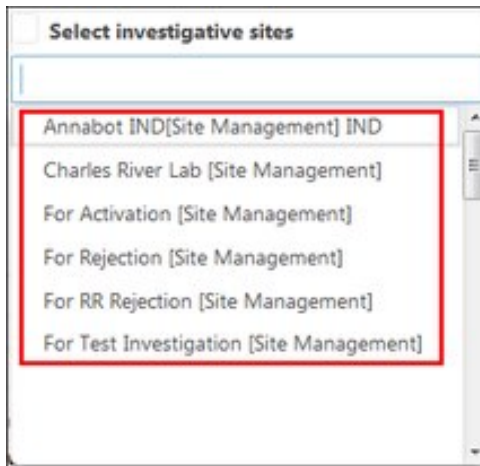 Select investigative sites
Annabot IND[Site Management] IND
Charles River Lab [Site Management]
For Activation [Site Management]
For Rejection [Site Management]
For RR Rejection [Site Management]
For Test Investigation [Site Management]